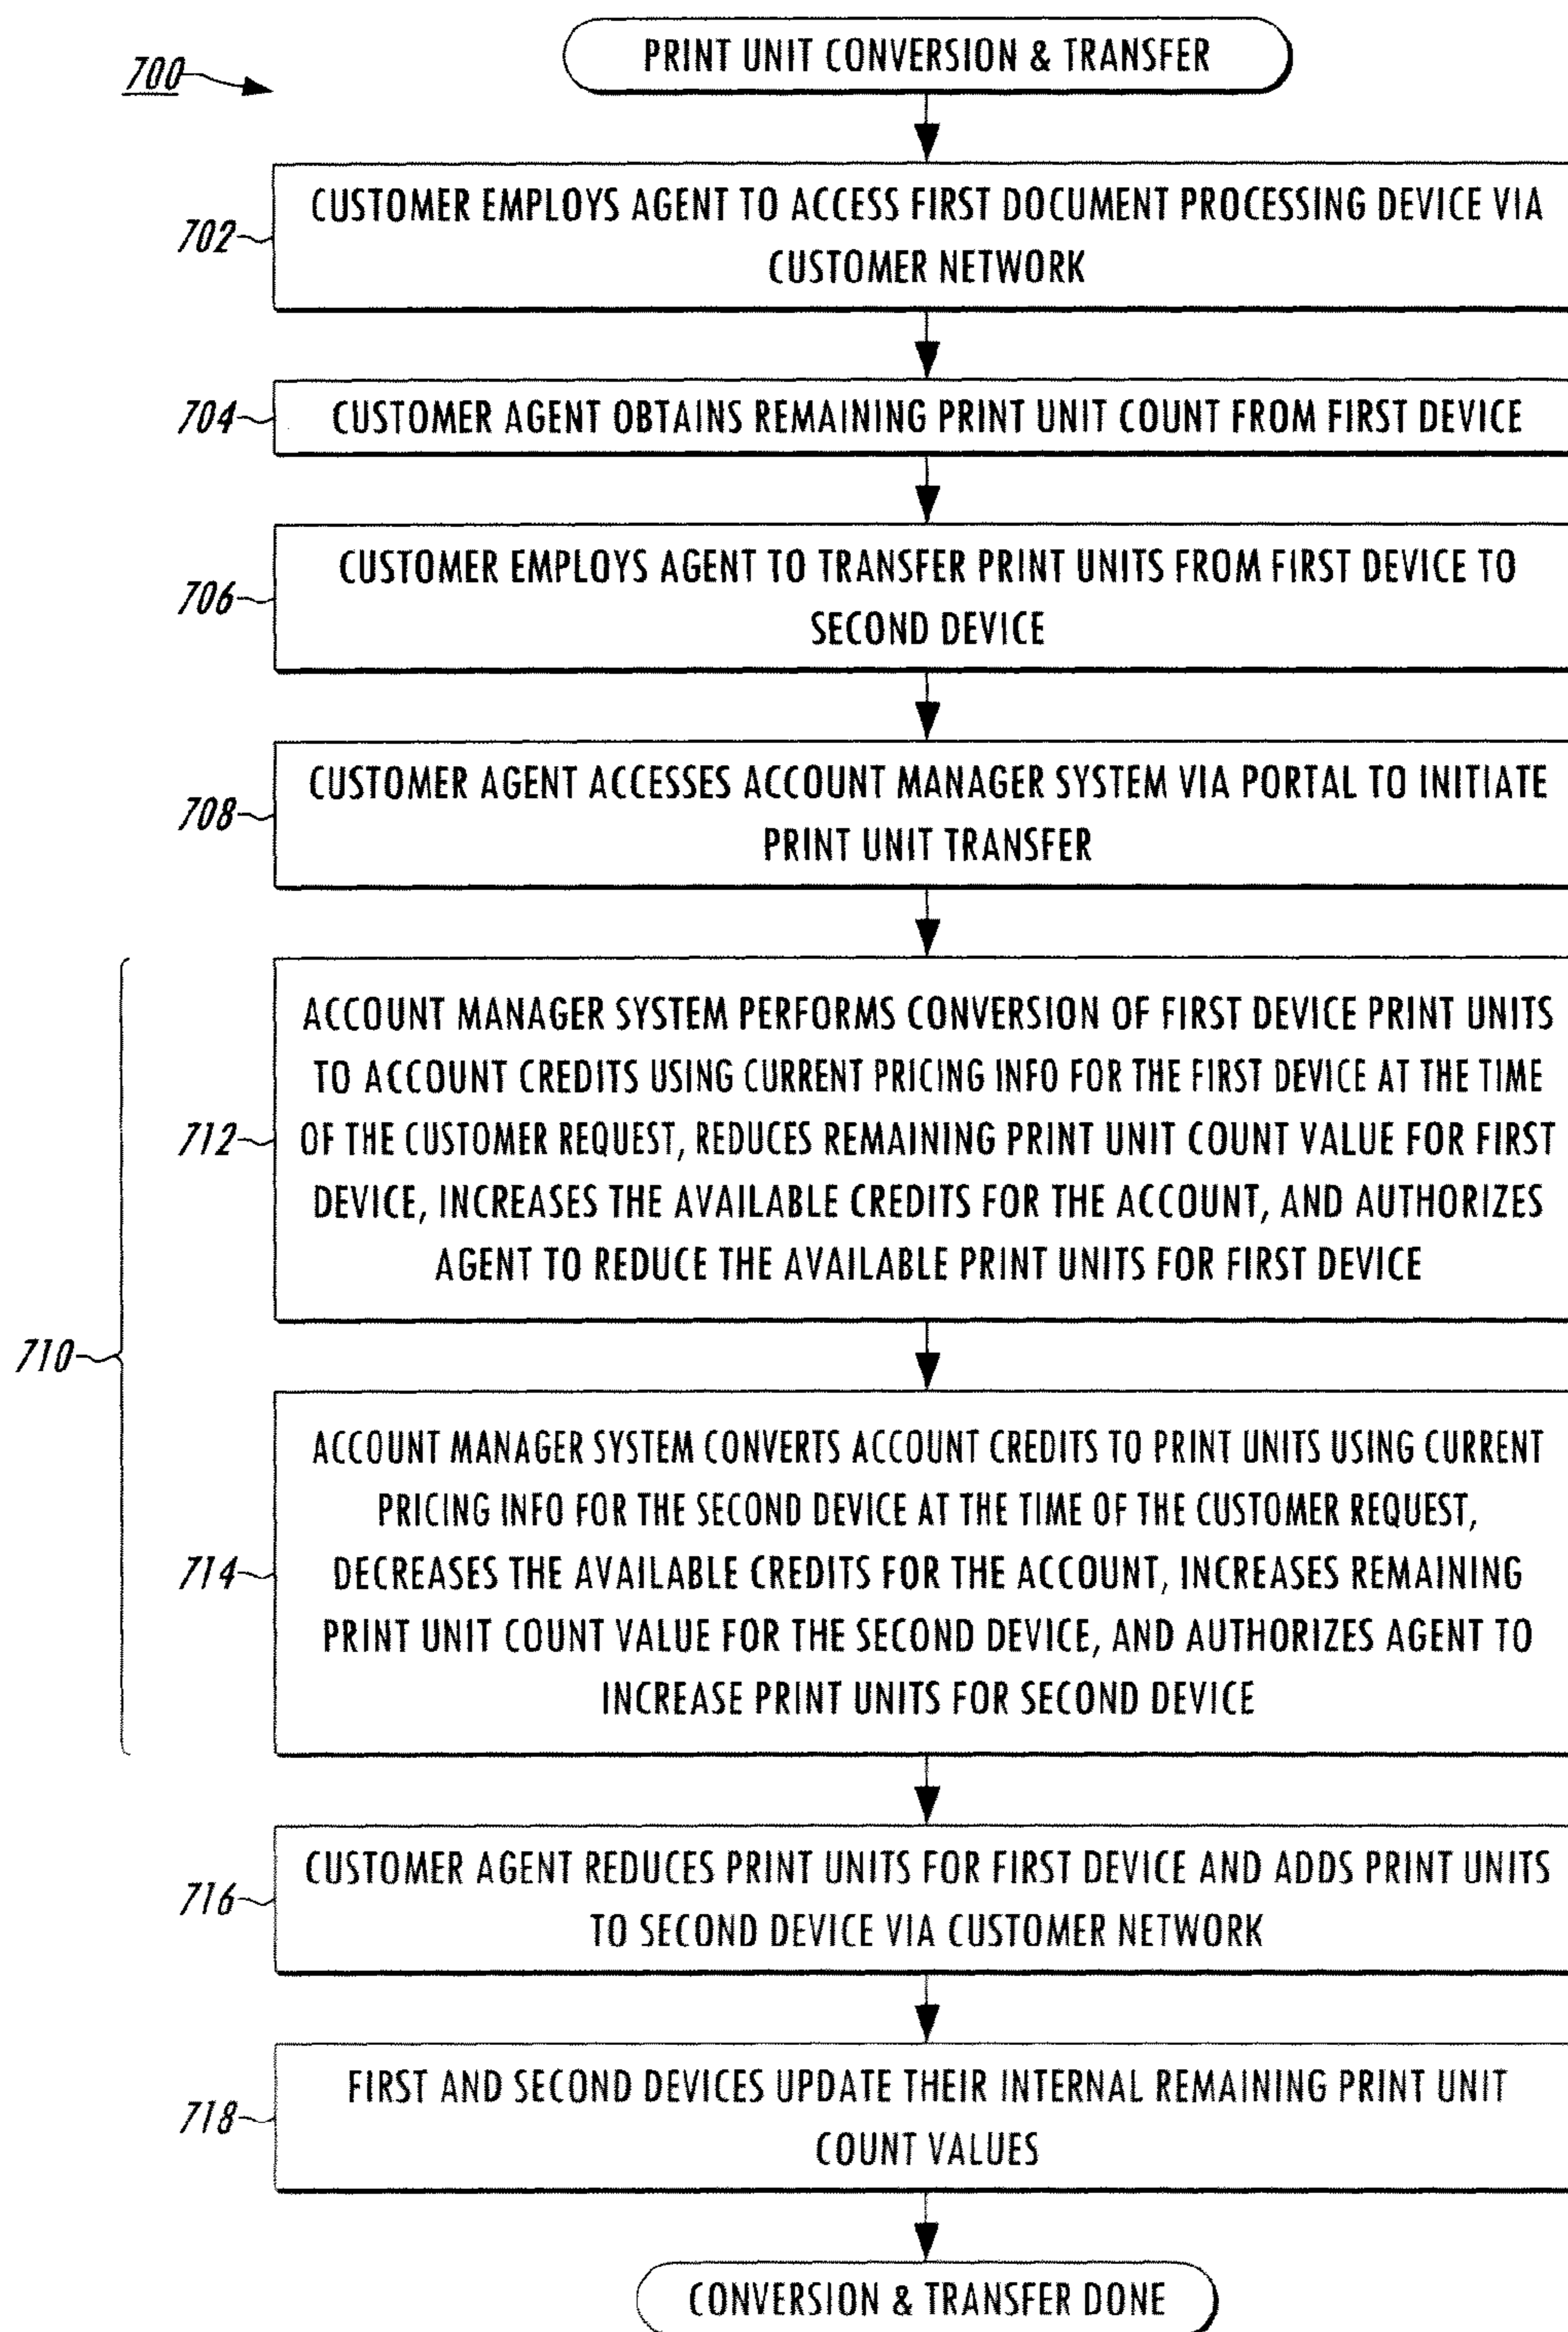 700
PRINT UNIT CONVERSION & TRANSFER
702
CUSTOMER EMPLOYS AGENT TO ACCESS FIRST DOCUMENT PROCESSING DEVICE VIA
CUSTOMER NETWORK
704
CUSTOMER AGENT OBTAINS REMAINING PRINT UNIT COUNT FROM FIRST DEVICE
706
CUSTOMER EMPLOYS AGENT TO TRANSFER PRINT UNITS FROM FIRST DEVICE TO
SECOND DEVICE
708
CUSTOMER AGENT ACCESSES ACCOUNT MANAGER SYSTEM VIA PORTAL TO INITIATE
PRINT UNIT TRANSFER
710
712
ACCOUNT MANAGER SYSTEM PERFORMS CONVERSION OF FIRST DEVICE PRINT UNITS
TO ACCOUNT CREDITS USING CURRENT PRICING INFO FOR THE FIRST DEVICE AT THE TIME
OF THE CUSTOMER REQUEST, REDUCES REMAINING PRINT UNIT COUNT VALUE FOR FIRST
DEVICE, INCREASES THE AVAILABLE CREDITS FOR THE ACCOUNT, AND AUTHORIZES
AGENT TO REDUCE THE AVAILABLE PRINT UNITS FOR FIRST DEVICE
714
ACCOUNT MANAGER SYSTEM CONVERTS ACCOUNT CREDITS TO PRINT UNITS USING CURRENT
PRICING INFO FOR THE SECOND DEVICE AT THE TIME OF THE CUSTOMER REQUEST,
DECREASES THE AVAILABLE CREDITS FOR THE ACCOUNT, INCREASES REMAINING
PRINT UNIT COUNT VALUE FOR THE SECOND DEVICE, AND AUTHORIZES AGENT TO
INCREASE PRINT UNITS FOR SECOND DEVICE
716
CUSTOMER AGENT REDUCES PRINT UNITS FOR FIRST DEVICE AND ADDS PRINT UNITS
TO SECOND DEVICE VIA CUSTOMER NETWORK
718
FIRST AND SECOND DEVICES UPDATE THEIR INTERNAL REMAINING PRINT UNIT
COUNT VALUES
CONVERSION & TRANSFER DONE